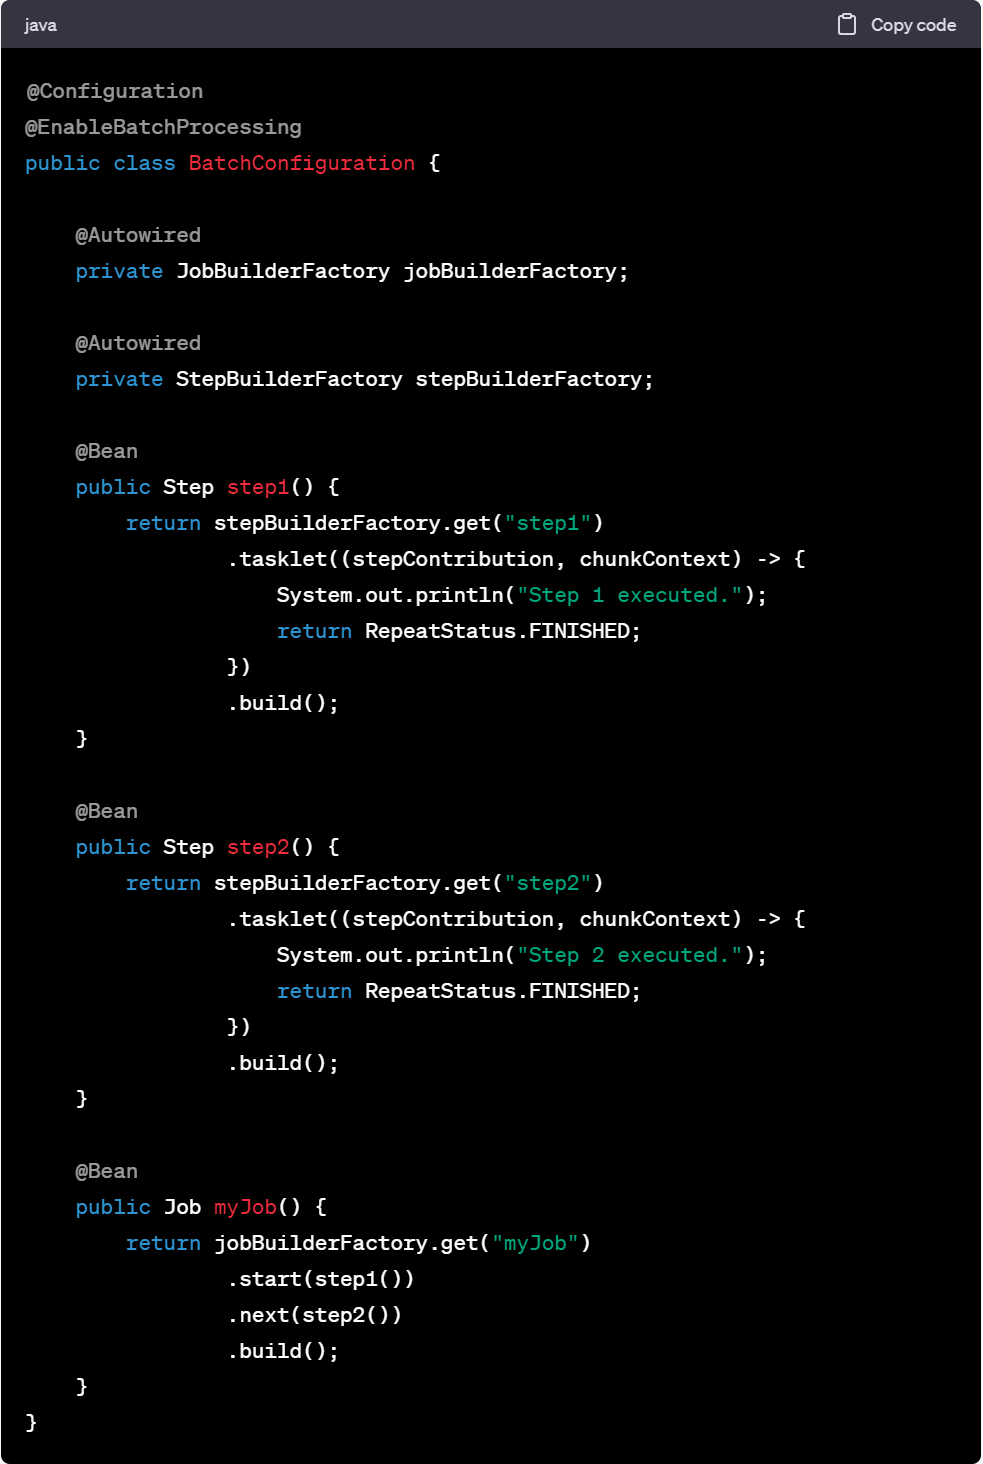 java
Copy code
@Configuration
@EnableBatchProcessing
public class BatchConfiguration {
@Autowired
private JobBuilderFactory jobBuilderFactory;
@Autowired
private StepBuilderFactory stepBuilderFactory;
@Bean
public Step step1() {
return stepBuilderFactory.get("step1")
.tasklet((stepContribution, chunkContext) -> {
System.out.println("Step 1 executed.");
return RepeatStatus.FINISHED;
})
.build();
}
@Bean
public Step step2() {
return stepBuilderFactory.get("step2")
.tasklet((stepContribution, chunkContext) -> {
System.out.println("Step 2 executed.");
return RepeatStatus.FINISHED;
})
.build();
}
@Bean
public Job myJob() {
return jobBuilderFactory.get("myJob")
.start(step1())
.next(step2())
.build();
}
}